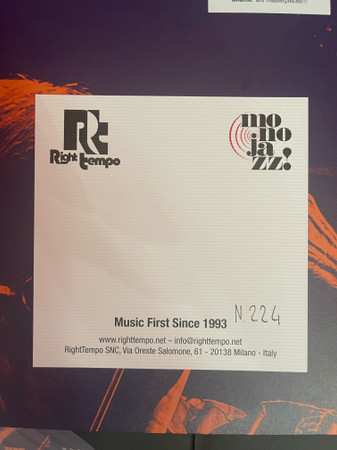 Rt
Right tempo
mo
no
ja
zz!
Music First Since 1993
N. 224
www.righttempo.net – info@righttempo.net
RightTempo SNC, Via Oreste Salomone, 61 - 20138 Milano - Italy